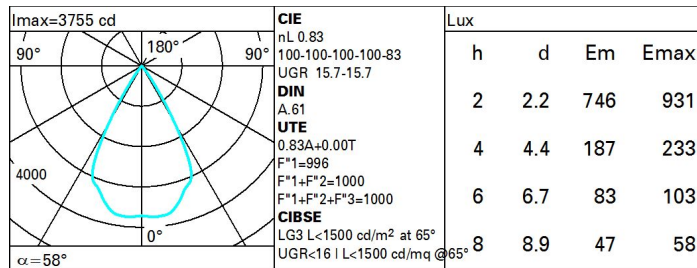 Imax=3755 cd
90° 180° 90°
4000
0°
α=58°
CIE
nL 0.83
100-100-100-100-83
UGR 15.7-15.7
DIN
A.61
UTE
0.83A+0.00T
F"1=996
F"1+F"2=1000
F"1+F"2+F"3=1000
CIBSE
LG3 L<1500 cd/m² at 65°
UGR<16 | L<1500 cd/mq @65°
Lux
h d Em Emax
2 2.2 746 931
4 4.4 187 233
6 6.7 83 103
8 8.9 47 58